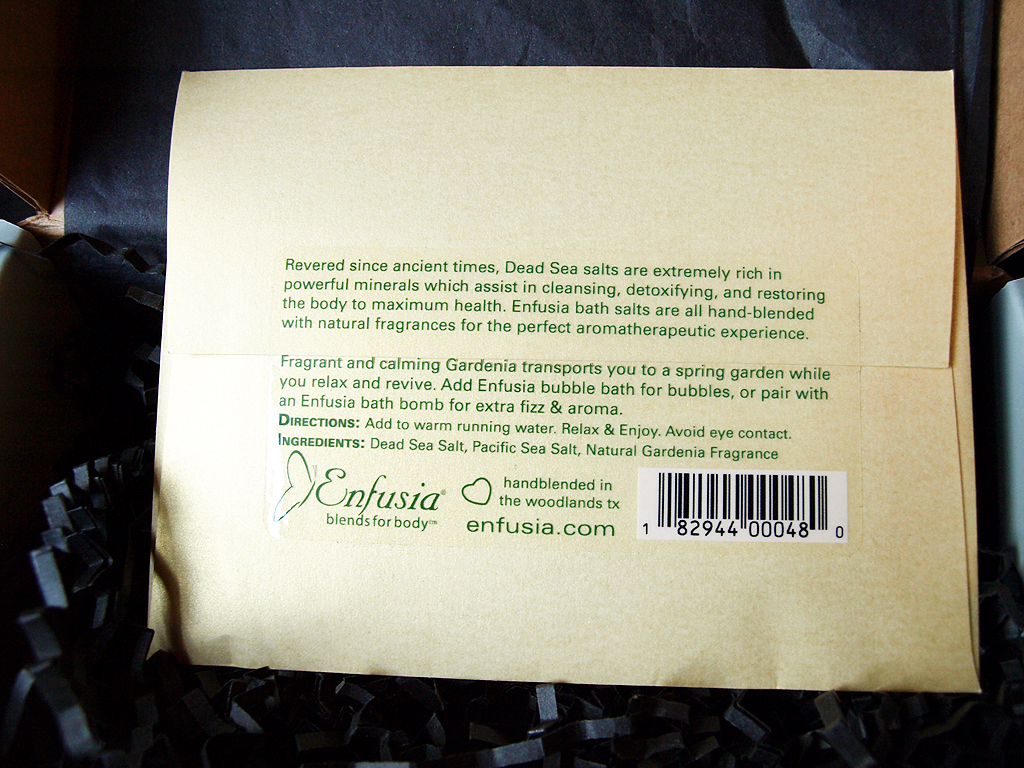 Revered since ancient times, Dead Sea salts are extremely rich in
powerful minerals which assist in cleansing, detoxifying, and restoring
the body to maximum health. Enfusia bath salts are all hand-blended
with natural fragrances for the perfect aromatherapeutic experience.
Fragrant and calming Gardenia transports you to a spring garden while
you relax and revive. Add Enfusia bubble bath for bubbles, or pair with
an Enfusia bath bomb for extra fizz & aroma.
DIRECTIONS: Add to warm running water. Relax & Enjoy. Avoid eye contact.
INGREDIENTS: Dead Sea Salt, Pacific Sea Salt, Natural Gardenia Fragrance
Enfusia®
blends for body™
handblended in
the woodlands tx
enfusia.com
1 82944 00048 0